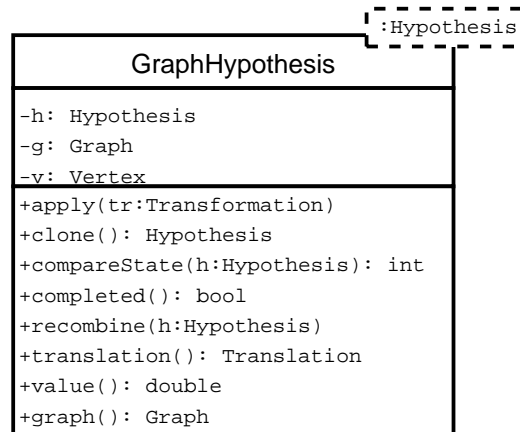 :Hypothesis
GraphHypothesis
-h: Hypothesis
-g: Graph
-v: Vertex
+apply(tr:Transformation)
+clone(): Hypothesis
+compareState(h:Hypothesis): int
+completed(): bool
+recombine(h:Hypothesis)
+translation(): Translation
+value(): double
+graph(): Graph